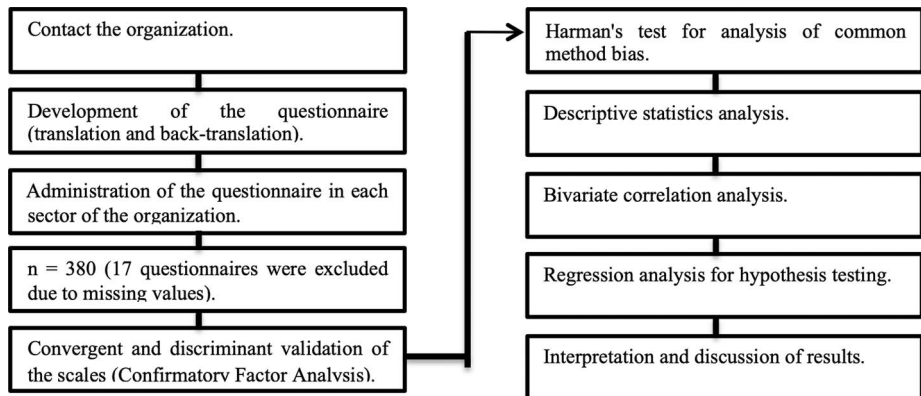 Contact the organization.
Development of the questionnaire
(translation and back-translation).
Administration of the questionnaire in each
sector of the organization.
n = 380 (17 questionnaires were excluded
due to missing values).
Convergent and discriminant validation of
the scales (Confirmatory Factor Analysis).
Harman's test for analysis of common
method bias.
Descriptive statistics analysis.
Bivariate correlation analysis.
Regression analysis for hypothesis testing.
Interpretation and discussion of results.